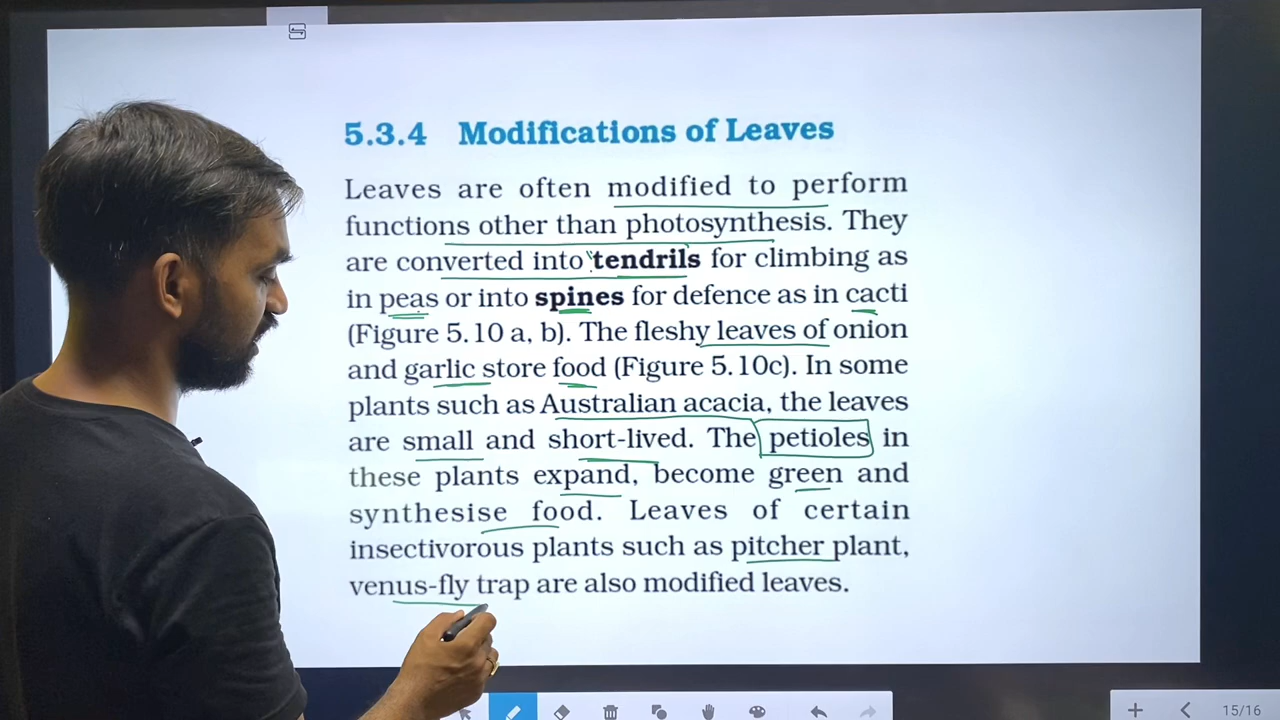 5.3.4 Modifications of Leaves
Leaves are often modified to perform
functions other than photosynthesis. They
are converted into tendrils for climbing as
in peas or into spines for defence as in cacti
(Figure 5.10 a, b). The fleshy leaves of onion
and garlic store food (Figure 5.10c). In some
plants such as Australian acacia, the leaves
are small and short-lived. The petioles in
these plants expand, become green and
synthesise food. Leaves of certain
insectivorous plants such as pitcher plant,
venus-fly trap are also modified leaves.
15/16